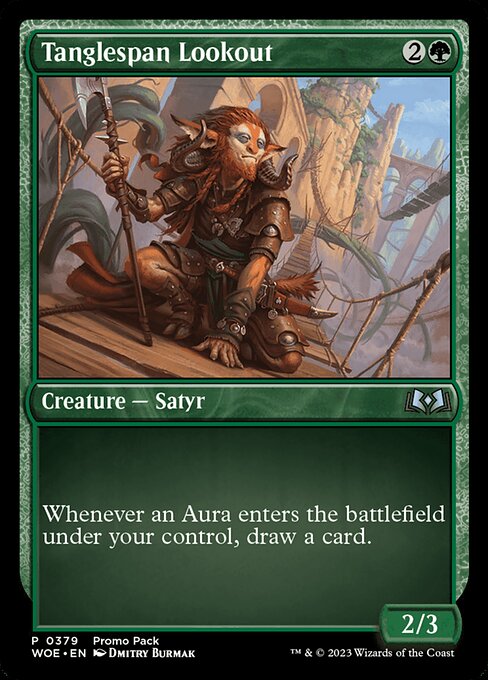 Tanglespan Lookout 2
Creature — Satyr
Whenever an Aura enters the battlefield
under your control, draw a card.
2/3
P 0379 Promo Pack
WOE • EN Dmitry Burmak ™ & © 2023 Wizards of the Coast